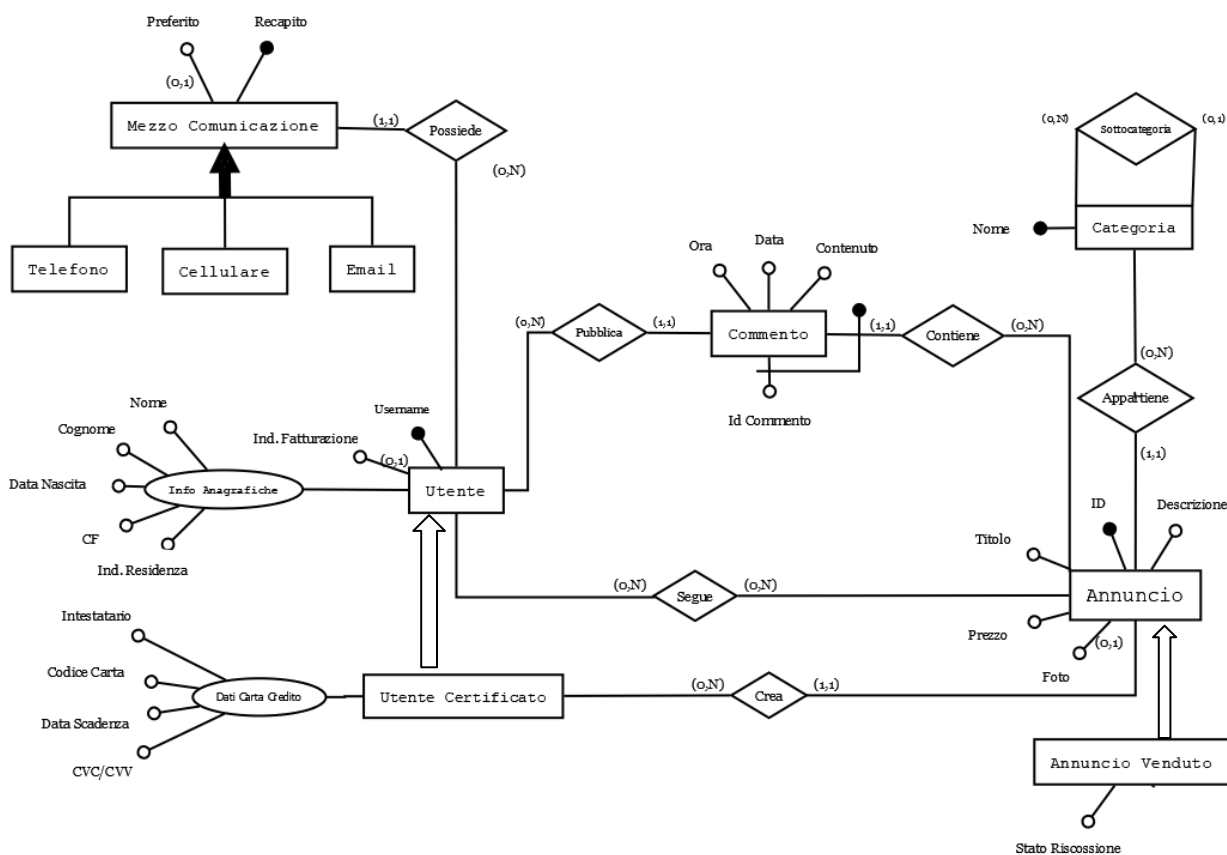 Preferito
Recapito
(0,1)
Mezzo Comunicazione
(1,1)
Possiede
(0,N)
Telefono
Cellulare
Email
(0,N)
Sottocategoria
(0,1)
Nome
Categoria
Ora
Data
Contenuto
(0,N)
Pubblica
(1,1)
Commento
(1,1)
Contiene
(0,N)
Id Commento
(0,N)
Appartiene
(1,1)
Nome
Cognome
Data Nascita
CF
Ind. Residenza
Info Anagrafiche
Ind. Fatturazione
(0,1)
Username
Utente
(0,N)
Segue
(0,N)
Titolo
ID
Descrizione
Annuncio
Prezzo
(0,1)
Foto
Intestatario
Codice Carta
Data Scadenza
CVC/CVV
Dati Carta Credito
Utente Certificato
(0,N)
Crea
(1,1)
Annuncio Venduto
Stato Riscossione